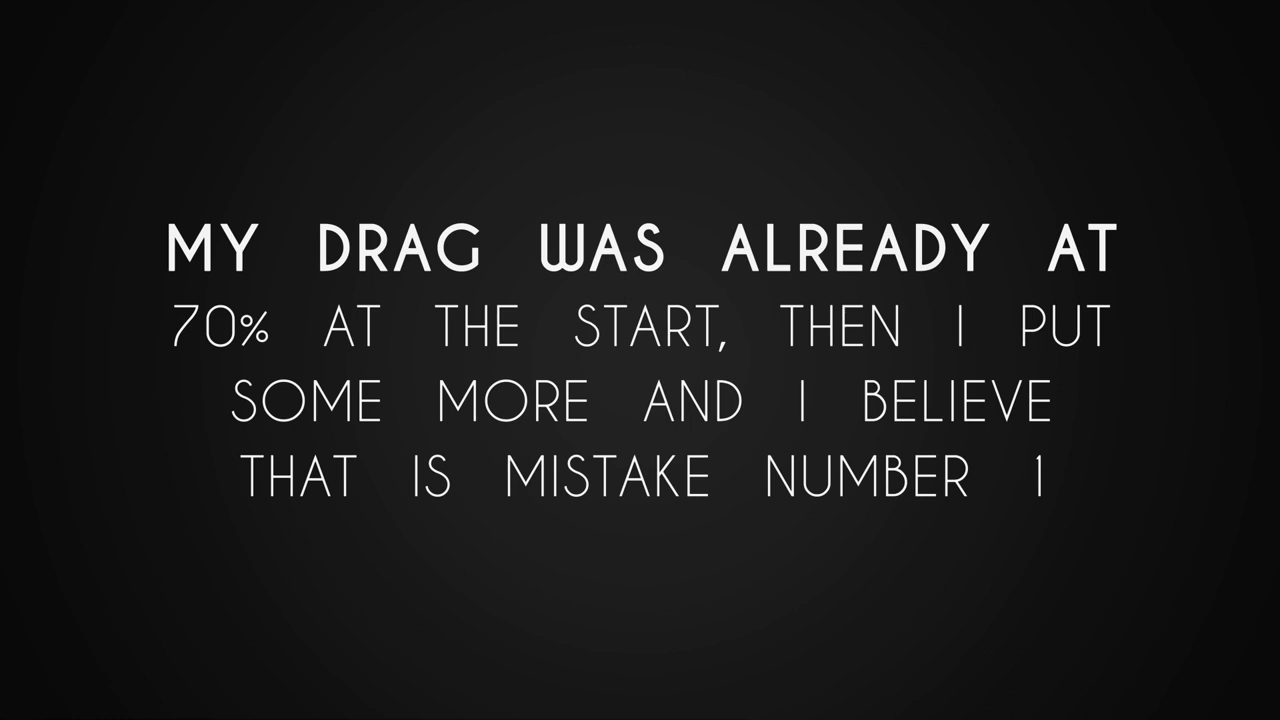 MY DRAG WAS ALREADY AT
70% AT THE START, THEN I PUT
SOME MORE AND I BELIEVE
THAT IS MISTAKE NUMBER 1